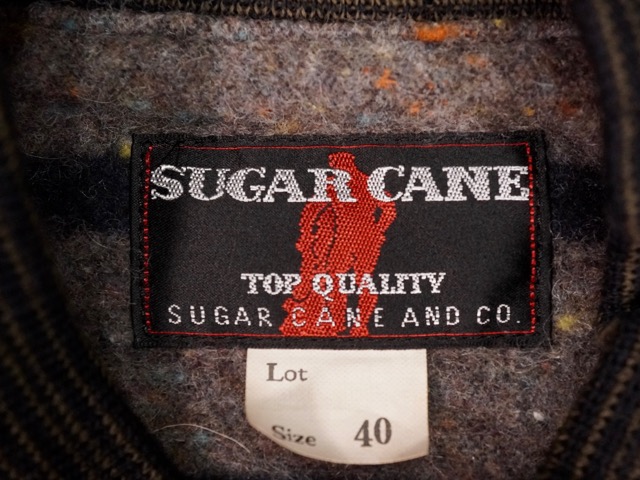 SUGAR CANE
TOP QUALITY
SUGAR CANE AND CO.
Lot
Size 40